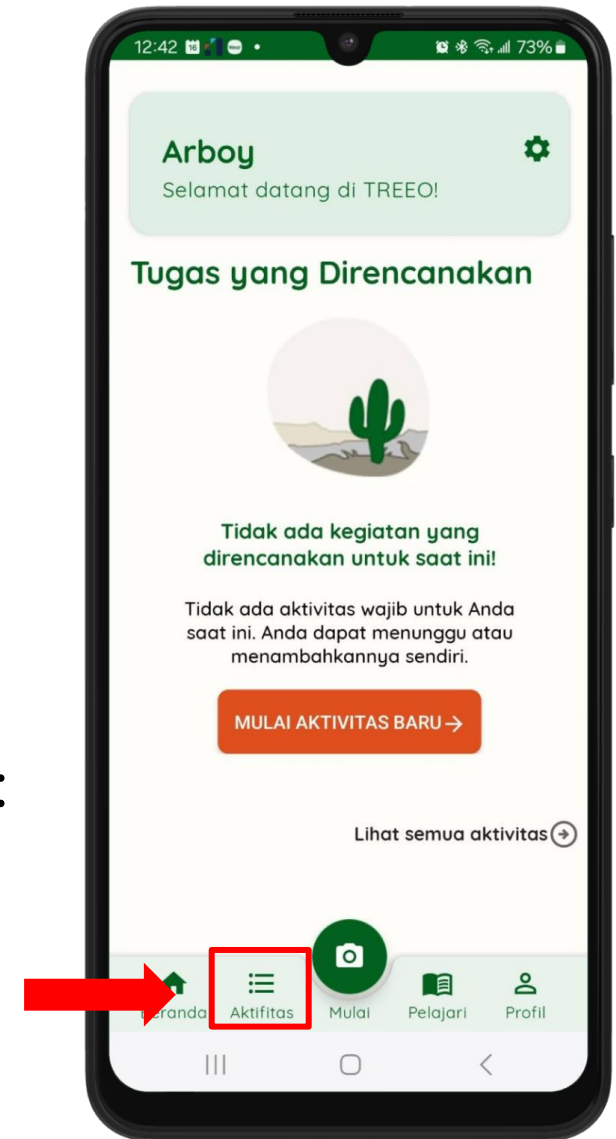 12:42
73%
Arboy
Selamat datang di TREEO!
Tugas yang Direncanakan
Tidak ada kegiatan yang
direncanakan untuk saat ini!
Tidak ada aktivitas wajib untuk Anda
saat ini. Anda dapat menunggu atau
menambahkannya sendiri.
MULAI AKTIVITAS BARU →
:
Lihat semua aktivitas
Beranda Aktifitas Mulai Pelajari Profil